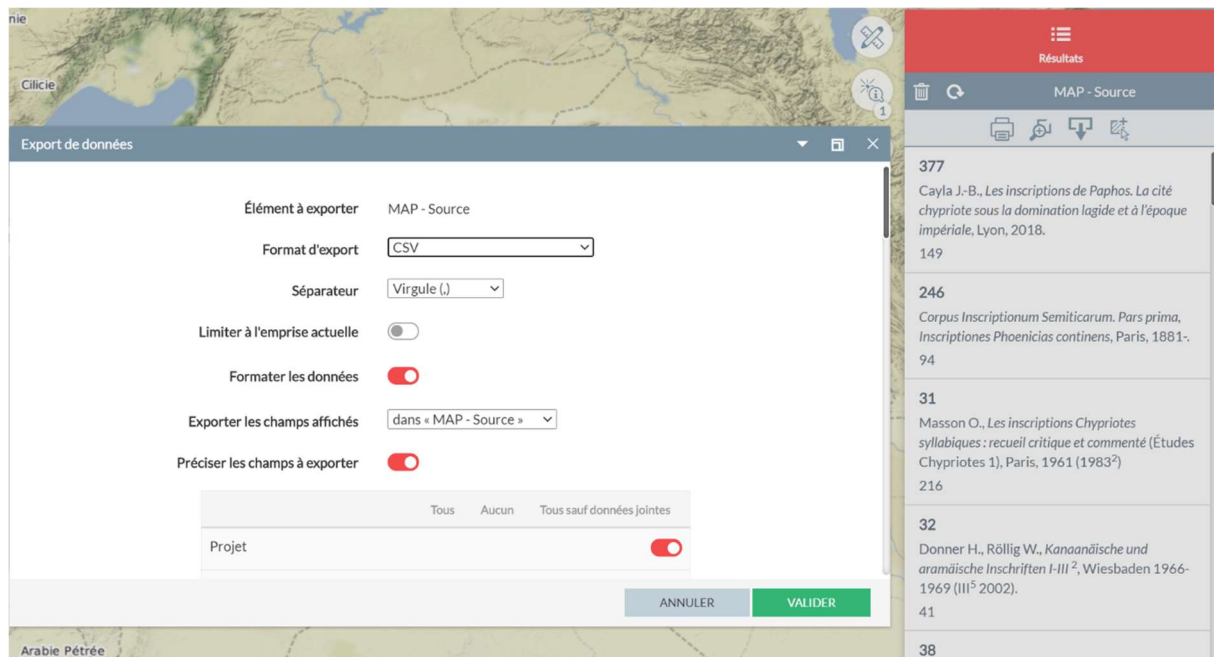 nie
Cilicie
1
Export de données
Élément à exporter MAP - Source
Format d'export CSV
Séparateur Virgule (,)
Limiter à l'emprise actuelle
Formater les données
Exporter les champs affichés dans « MAP - Source »
Préciser les champs à exporter
Tous Aucun Tous sauf données jointes
Projet
ANNULER VALIDER
Arabie Pétrée
Résultats
MAP - Source
377
Cayla J.-B., Les inscriptions de Paphos. La cité
chypriote sous la domination lagide et à l'époque
impériale, Lyon, 2018.
149
246
Corpus Inscriptionum Semiticarum. Pars prima,
Inscriptiones Phoenicias continens, Paris, 1881-.
94
31
Masson O., Les inscriptions Chypriotes
syllabiques : recueil critique et commenté (Études
Chypriotes 1), Paris, 1961 (1983²)
216
32
Donner H., Röllig W., Kanaanäische und
aramäische Inschriften I-III ², Wiesbaden 1966-
1969 (III⁵ 2002).
41
38